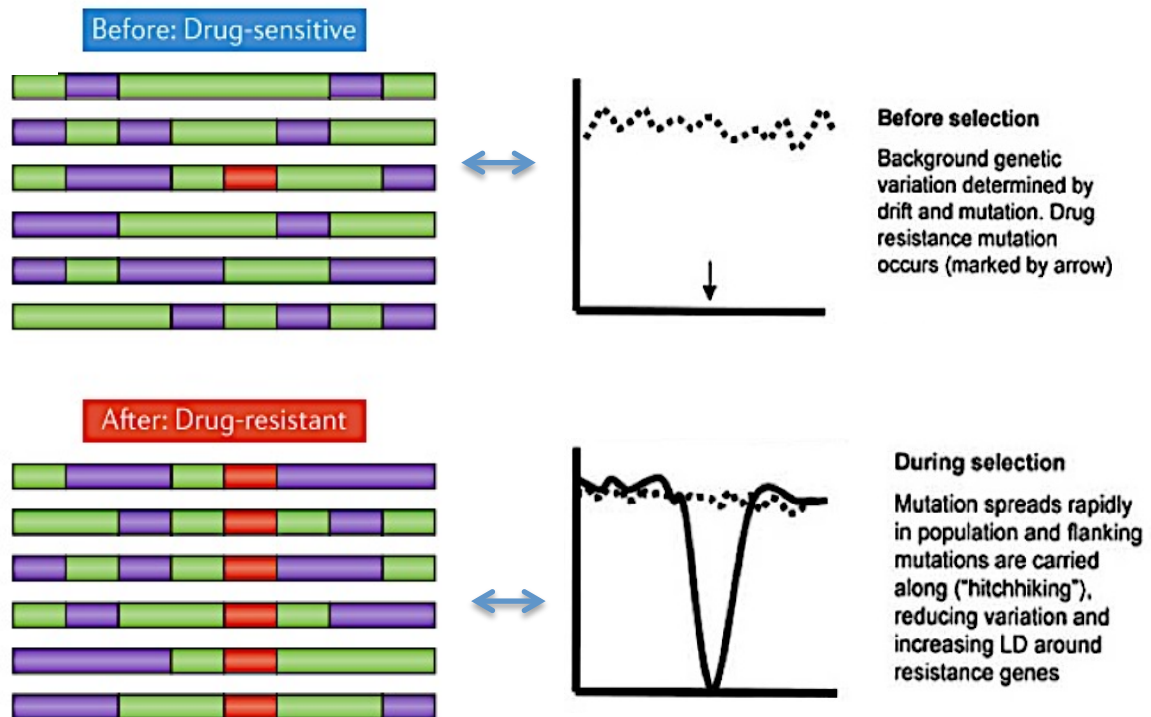 Before: Drug-sensitive
Before selection
Background genetic
variation determined by
drift and mutation. Drug
resistance mutation
occurs (marked by arrow)
After: Drug-resistant
During selection
Mutation spreads rapidly
in population and flanking
mutations are carried
along ("hitchhiking"),
reducing variation and
increasing LD around
resistance genes